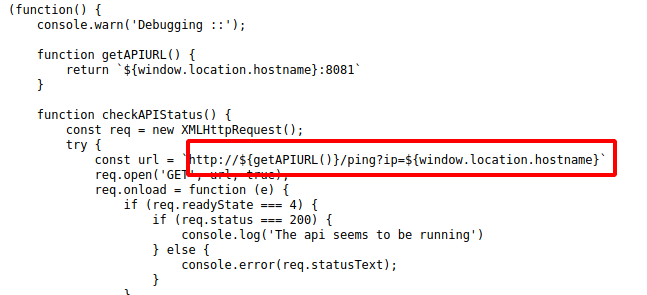 (function() {
    console.warn('Debugging ::');

    function getAPIURL() {
        return `${window.location.hostname}:8081`
    }

    function checkAPIStatus() {
        const req = new XMLHttpRequest();
        try {
            const url = `http://${getAPIURL()}/ping?ip=${window.location.hostname}`
            req.open('GET', url, true);
            req.onload = function (e) {
                if (req.readyState === 4) {
                    if (req.status === 200) {
                        console.log('The api seems to be running')
                    } else {
                        console.error(req.statusText);
                    }
                }